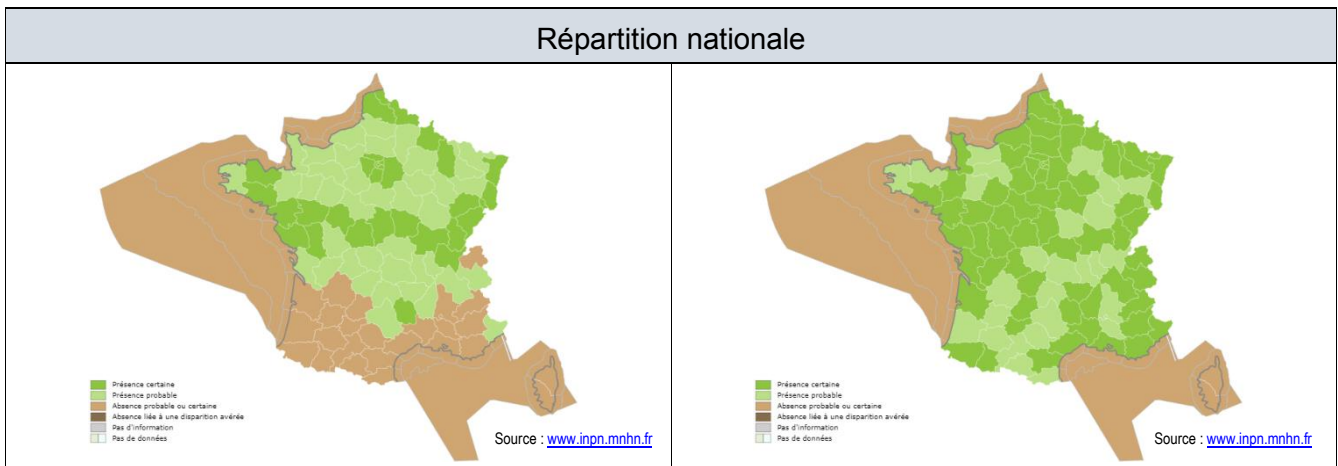 Répartition nationale
Présence certaine
Présence probable
Absence probable ou certaine
Absence liée à une disparition avérée
Pas d'information
Pas de données
Source : www.inpn.mnhn.fr
Présence certaine
Présence probable
Absence probable ou certaine
Absence liée à une disparition avérée
Pas d'information
Pas de données
Source : www.inpn.mnhn.fr